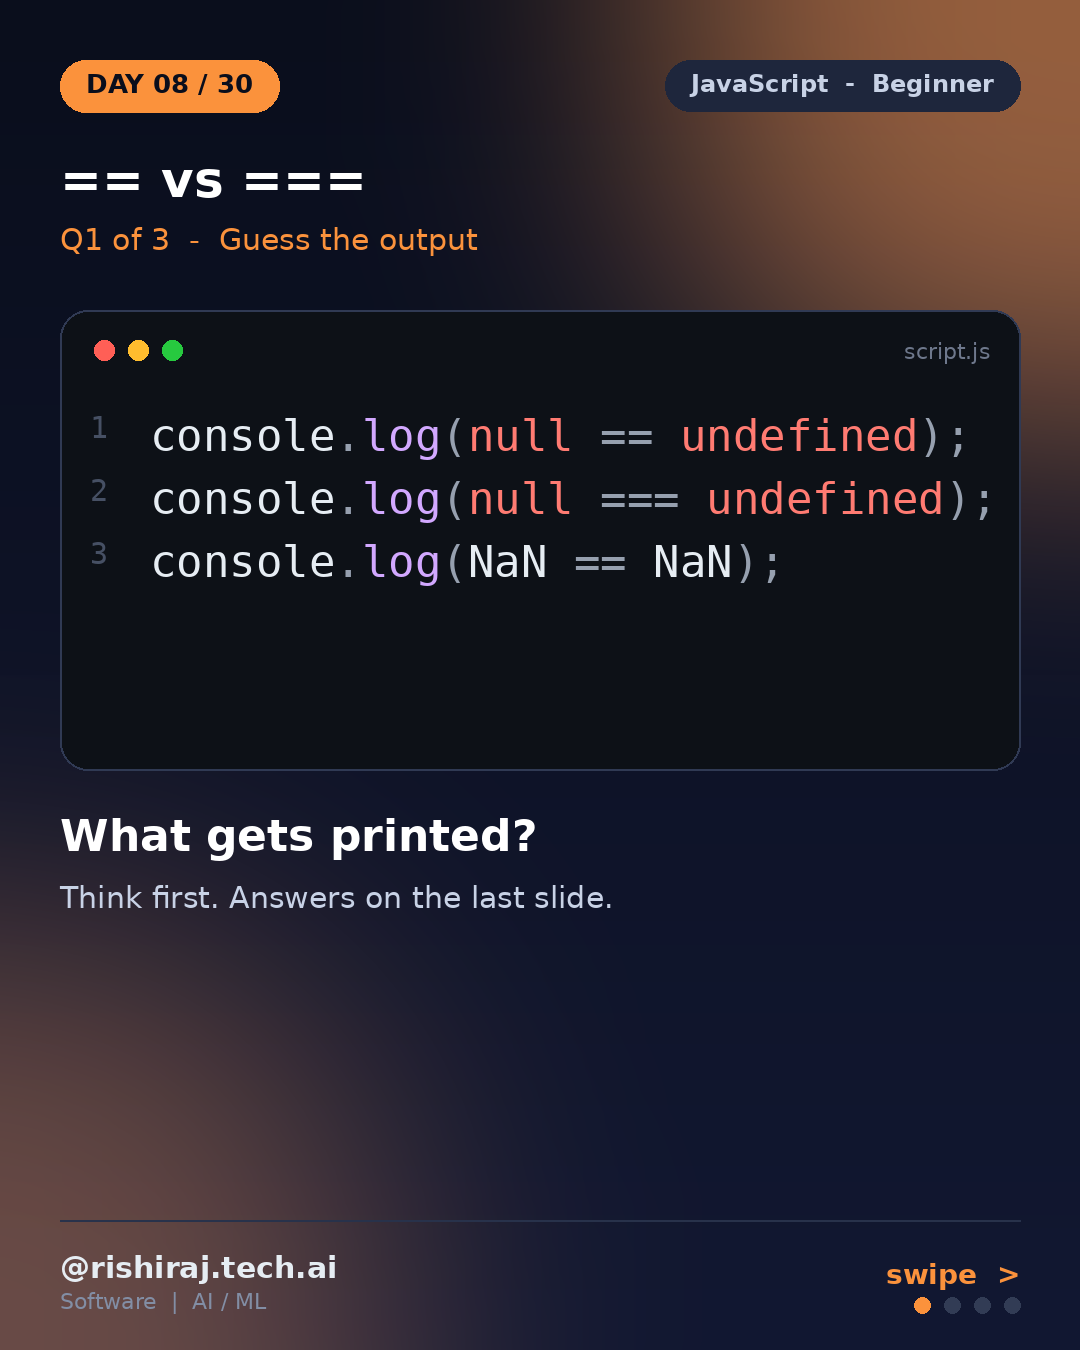 DAY 08 / 30
JavaScript - Beginner
== vs ===
Q1 of 3 - Guess the output
script.js
1 console.log(null == undefined);
2 console.log(null === undefined);
3 console.log(NaN == NaN);
What gets printed?
Think first. Answers on the last slide.
@rishiraj.tech.ai
Software | AI / ML
swipe >